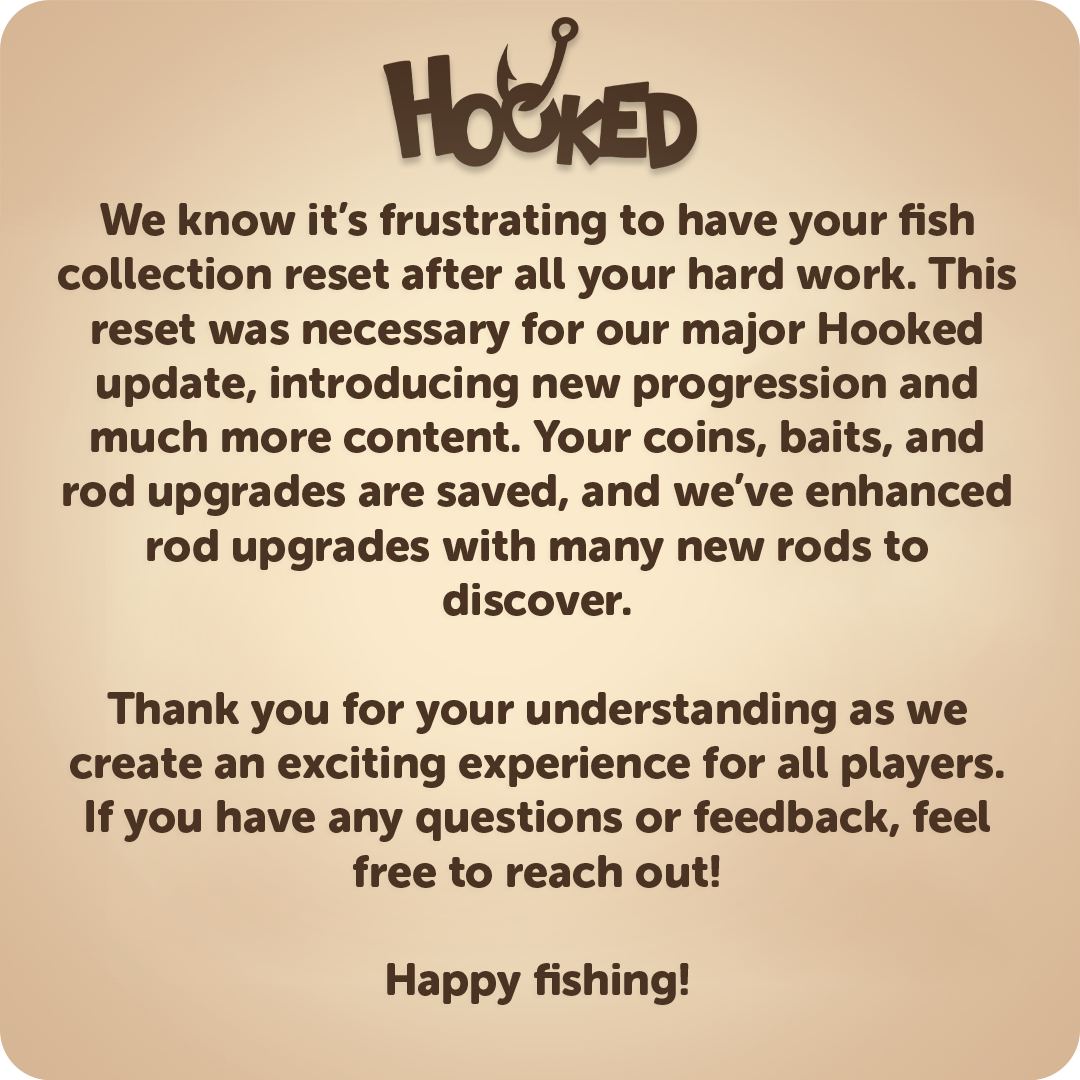 HOOKED
We know it’s frustrating to have your fish
collection reset after all your hard work. This
reset was necessary for our major Hooked
update, introducing new progression and
much more content. Your coins, baits, and
rod upgrades are saved, and we’ve enhanced
rod upgrades with many new rods to
discover.
Thank you for your understanding as we
create an exciting experience for all players.
If you have any questions or feedback, feel
free to reach out!
Happy fishing!